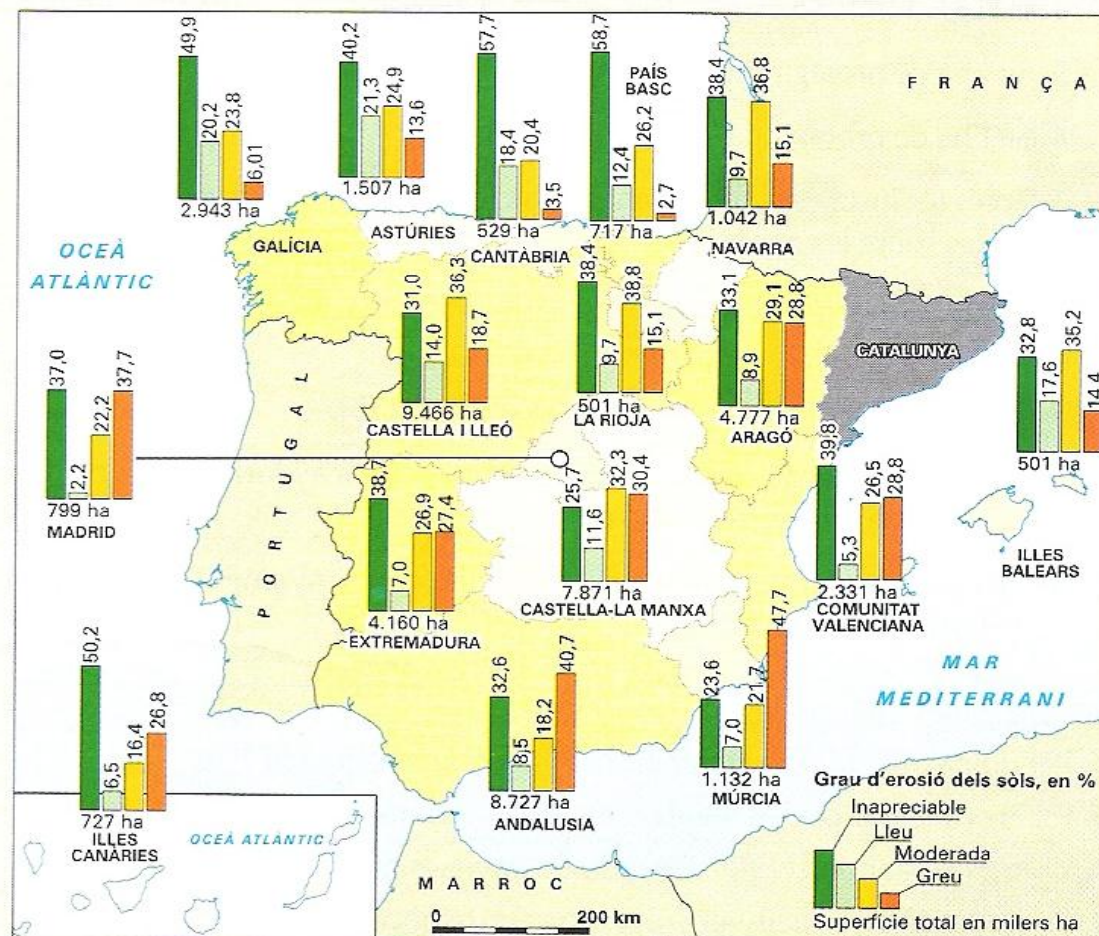 49,9
20,2
23,8
6,01
2.943 ha
GALÍCIA
40,2
21,3
24,9
13,6
1.507 ha
ASTÚRIES
57,7
18,4
20,4
3,5
529 ha
CANTÀBRIA
58,7
12,4
26,2
2,7
717 ha
PAÍS
BASC
38,4
9,7
36,8
15,1
1.042 ha
NAVARRA
FRANÇA
OCEÀ
ATLÀNTIC
31,0
14,0
36,3
18,7
9.466 ha
CASTELLA I LLEÓ
38,4
9,7
38,8
15,1
501 ha
LA RIOJA
33,1
8,9
29,1
28,8
4.777 ha
ARAGÓ
CATALUNYA
32,8
17,6
35,2
14,4
501 ha
ILLES
BALEARS
37,0
2,2
22,2
37,7
799 ha
MADRID
PORTUGAL
38,7
7,0
26,9
27,4
4.160 ha
EXTREMADURA
25,7
11,6
32,3
30,4
7.871 ha
CASTELLA-LA MANXA
39,8
5,3
26,5
28,8
2.331 ha
COMUNITAT
VALENCIANA
50,2
6,5
16,4
26,8
727 ha
ILLES
CANÀRIES
32,6
8,5
18,2
40,7
8.727 ha
ANDALUSIA
23,6
7,0
21,7
47,7
1.132 ha
MÚRCIA
MAR
MEDITERRANI
OCEÀ ATLÀNTIC
MARROC
0 200 km
Grau d'erosió dels sòls, en %
Inapreciable
Lleu
Moderada
Greu
Superfície total en milers ha